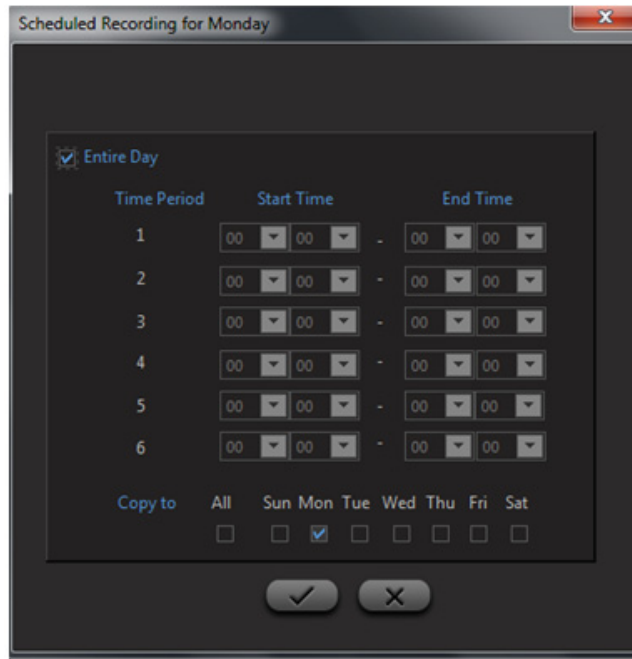 Scheduled Recording for Monday
Entire Day
Time Period Start Time End Time
1 00 00 - 00 00
2 00 00 - 00 00
3 00 00 - 00 00
4 00 00 - 00 00
5 00 00 - 00 00
6 00 00 - 00 00
Copy to All Sun Mon Tue Wed Thu Fri Sat